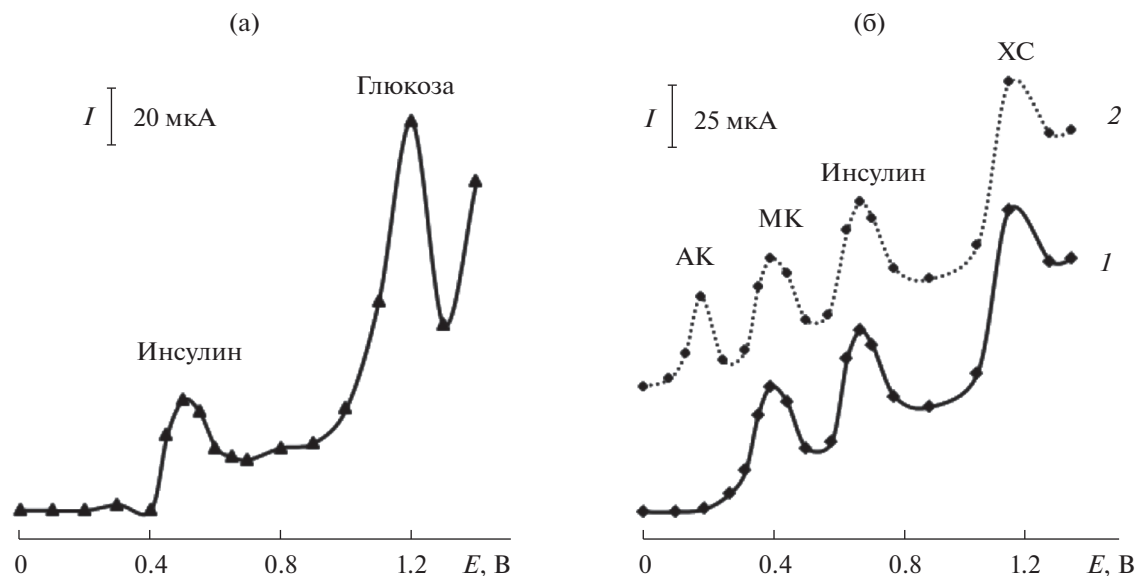 (а)
Глюкоза
I 20 мкА
Инсулин
0 0.4 0.8 1.2 E, В
(б)
ХС
I 25 мкА
2
Инсулин
МК
АК
1
0 0.4 0.8 1.2 E, В